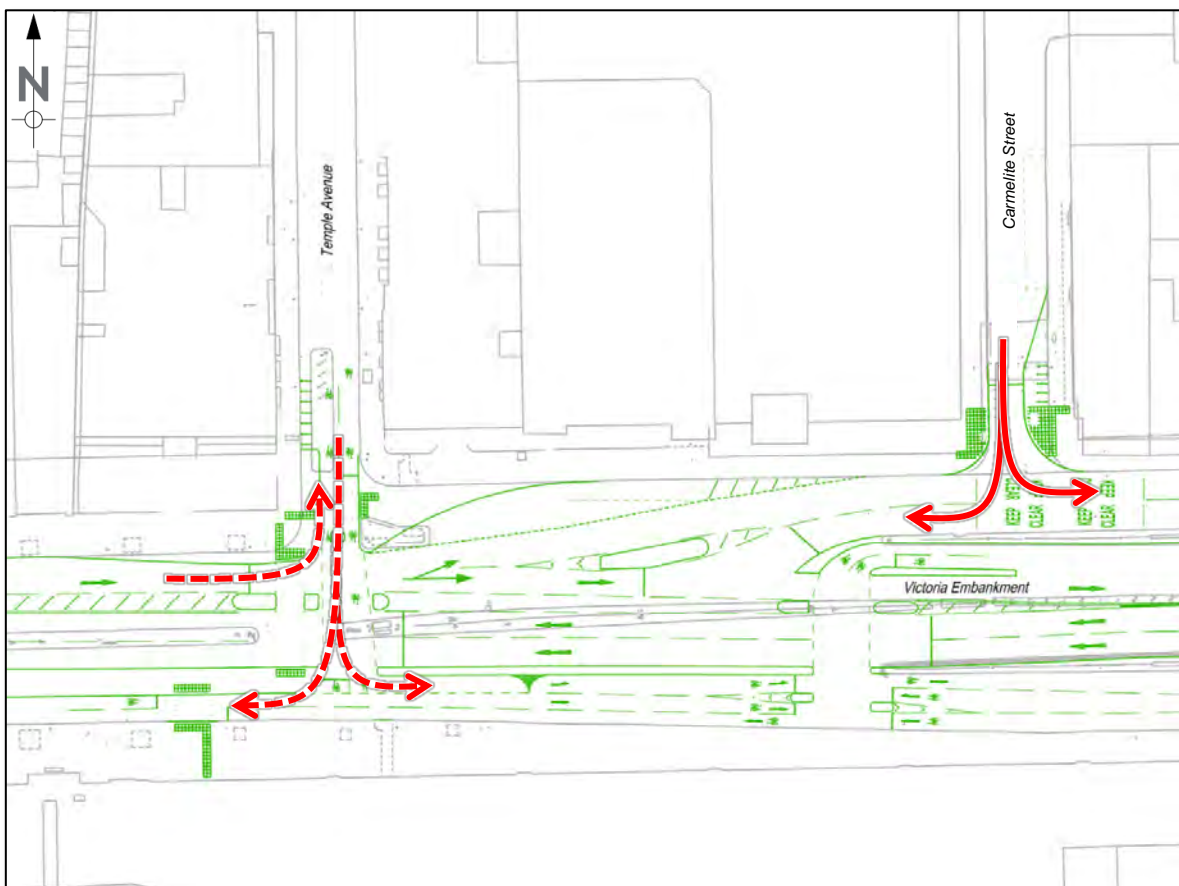 N
Temple Avenue
Carmelite Street
KEEP CLEAR KEEP CLEAR
Victoria Embankment